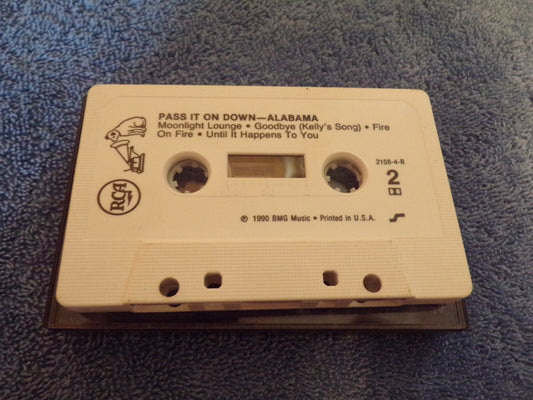 PASS IT ON DOWN—ALABAMA
Moonlight Lounge • Goodbye (Kelly's Song) • Fire
On Fire • Until It Happens To You
2108-4-R
2
RCA
℗ 1990 BMG Music • Printed in U.S.A.